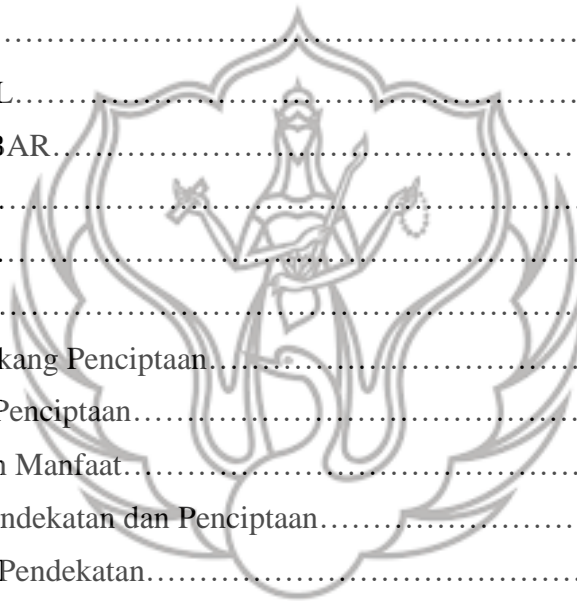 …………………………………………………………
L…………………………………………………
BAR……………………………………………
.…………………………………………………
.…………………………………………………
.…………………………………………………
kang Penciptaan…………………………………
Penciptaan…………………………………………
n Manfaat…………………………………………
ndekatan dan Penciptaan…………………………
Pendekatan…………………………………………